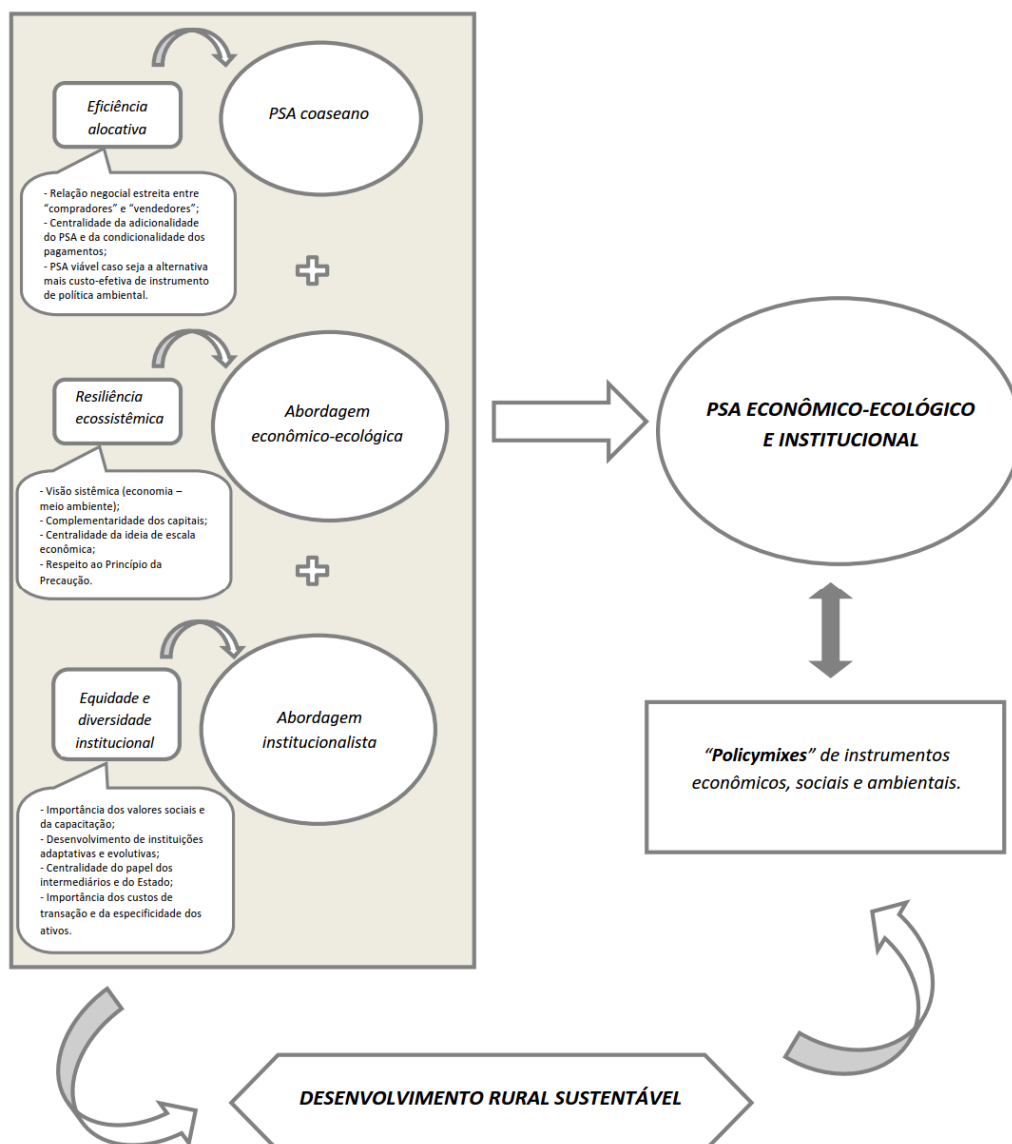 Eficiência
alocativa
PSA coaseano
- Relação negocial estreita entre
“compradores” e “vendedores”;
- Centralidade da adicionalidade
do PSA e da condicionalidade dos
pagamentos;
- PSA viável caso seja a alternativa
mais custo-efetiva de instrumento
de política ambiental.
Resiliência
ecossistêmica
Abordagem
econômico-ecológica
- Visão sistêmica (economia –
meio ambiente);
- Complementaridade dos capitais;
- Centralidade da ideia de escala
econômica;
- Respeito ao Princípio da
Precaução.
Equidade e
diversidade
institucional
Abordagem
institucionalista
- Importância dos valores sociais e
da capacitação;
- Desenvolvimento de instituições
adaptativas e evolutivas;
- Centralidade do papel dos
intermediários e do Estado;
- Importância dos custos de
transação e da especificidade dos
ativos.
PSA ECONÔMICO-ECOLÓGICO
E INSTITUCIONAL
“Policymixes” de instrumentos
econômicos, sociais e ambientais.
DESENVOLVIMENTO RURAL SUSTENTÁVEL